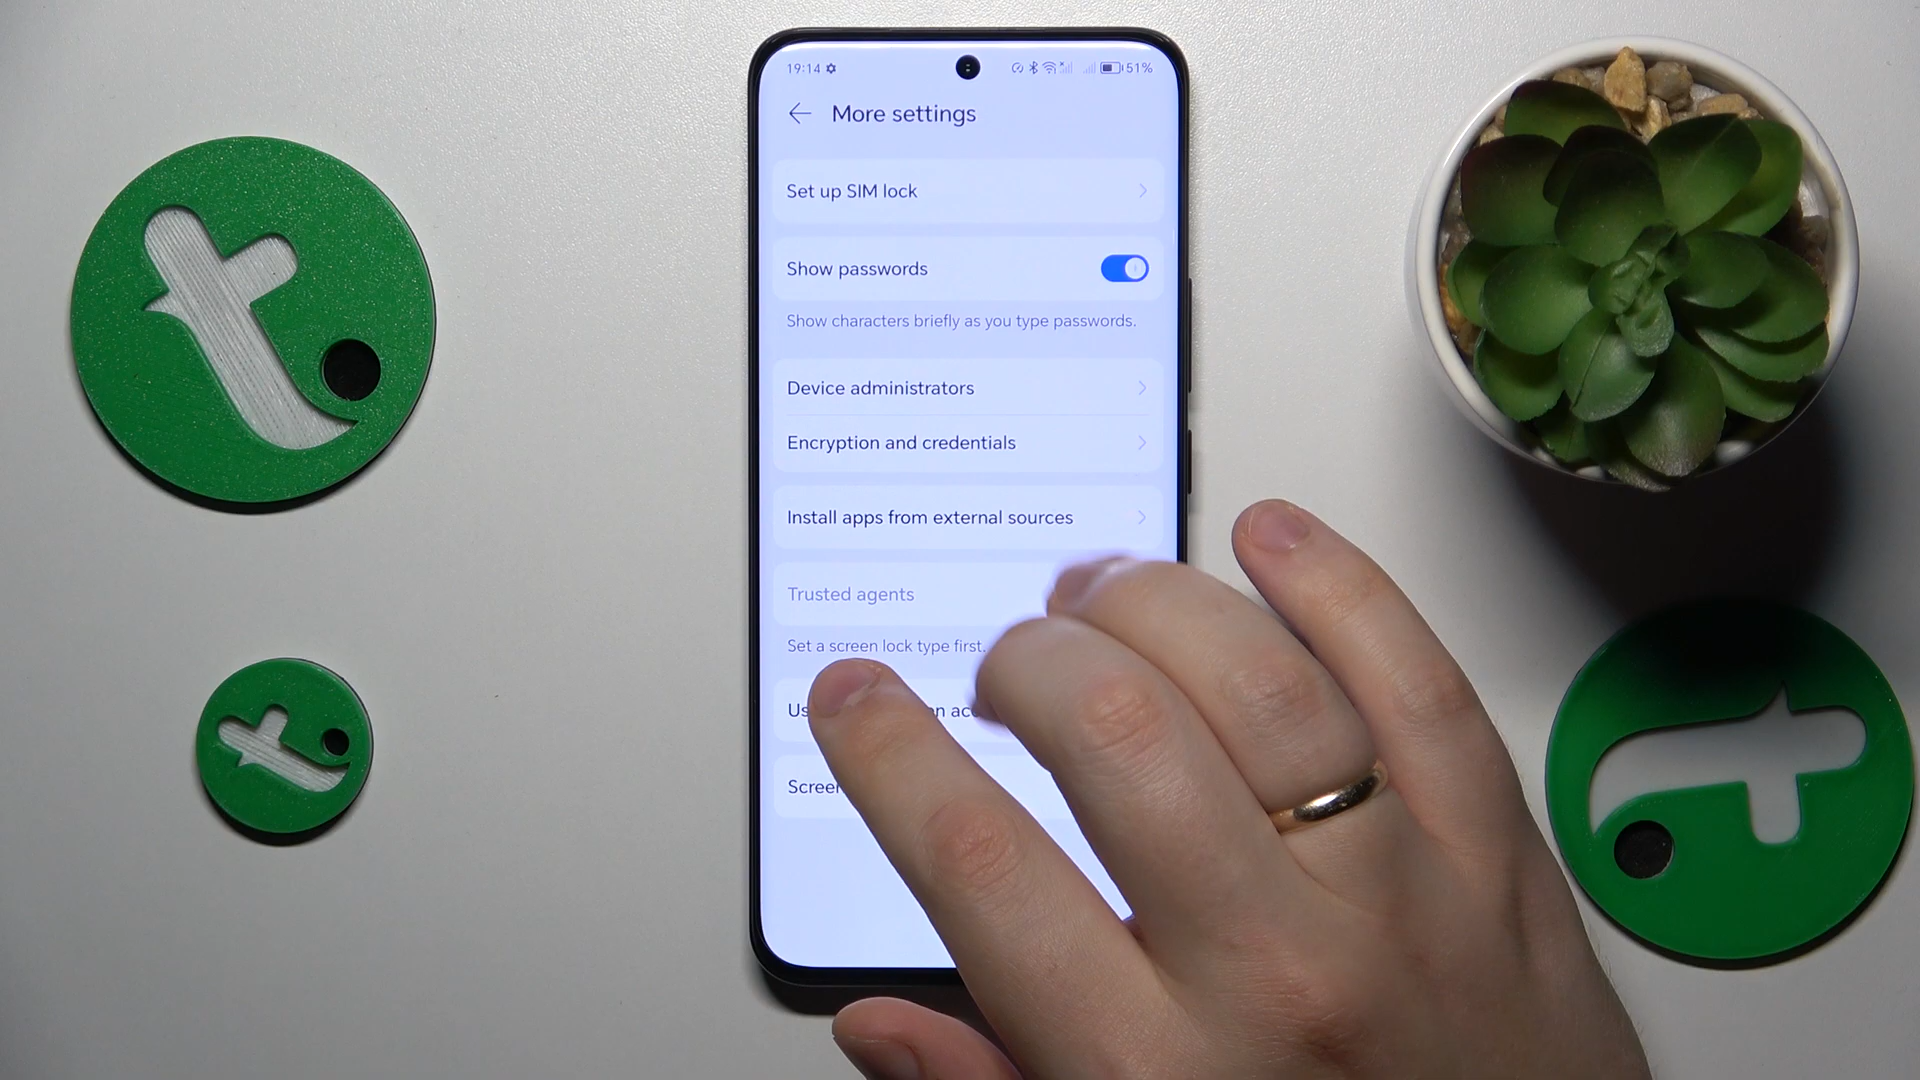 19:14
51%
More settings
Set up SIM lock
Show passwords
Show characters briefly as you type passwords.
Device administrators
Encryption and credentials
Install apps from external sources
Trusted agents
Set a screen lock type first.